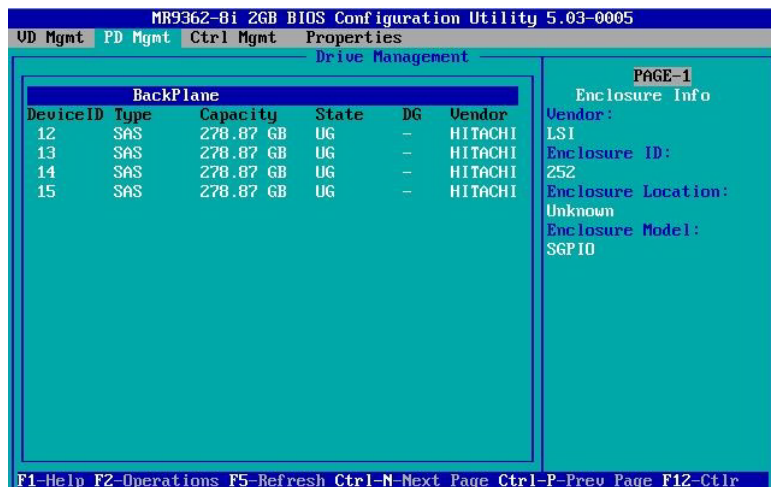 MR9362-8i 2GB BIOS Configuration Utility 5.03-0005
VD Mgmt PD Mgmt Ctrl Mgmt Properties
Drive Management
BackPlane
DeviceID Type Capacity State DG Vendor
12 SAS 278.87 GB UG - HITACHI
13 SAS 278.87 GB UG - HITACHI
14 SAS 278.87 GB UG - HITACHI
15 SAS 278.87 GB UG - HITACHI
PAGE-1
Enclosure Info
Vendor:
LSI
Enclosure ID:
252
Enclosure Location:
Unknown
Enclosure Model:
SGPIO
F1-Help F2-Operations F5-Refresh Ctrl-N-Next Page Ctrl-P-Prev Page F12-Ctlr